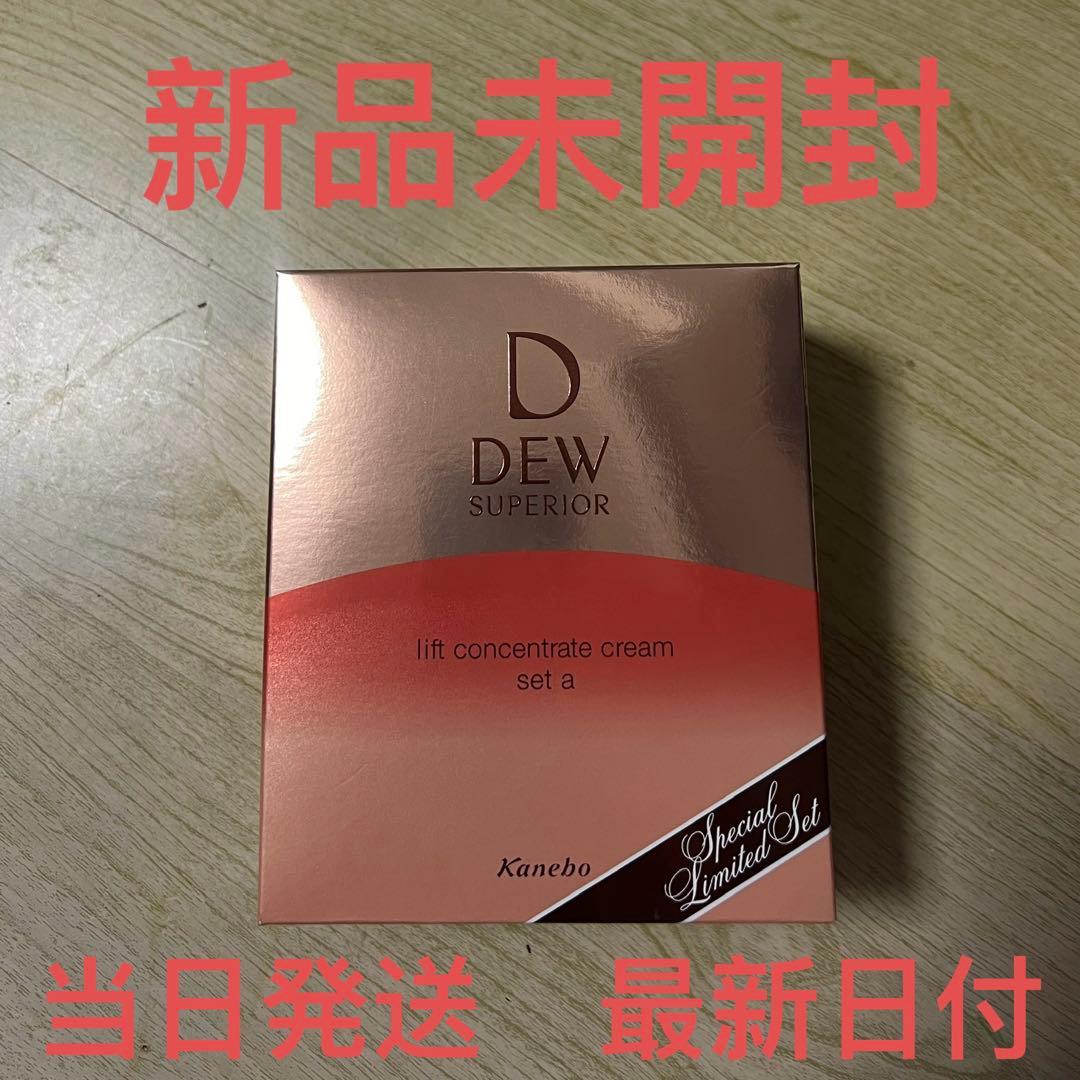 新品未開封
D
DEW
SUPERIOR
lift concentrate cream
set a
Special
Limited Set
Kanebo
当日発送 最新日付